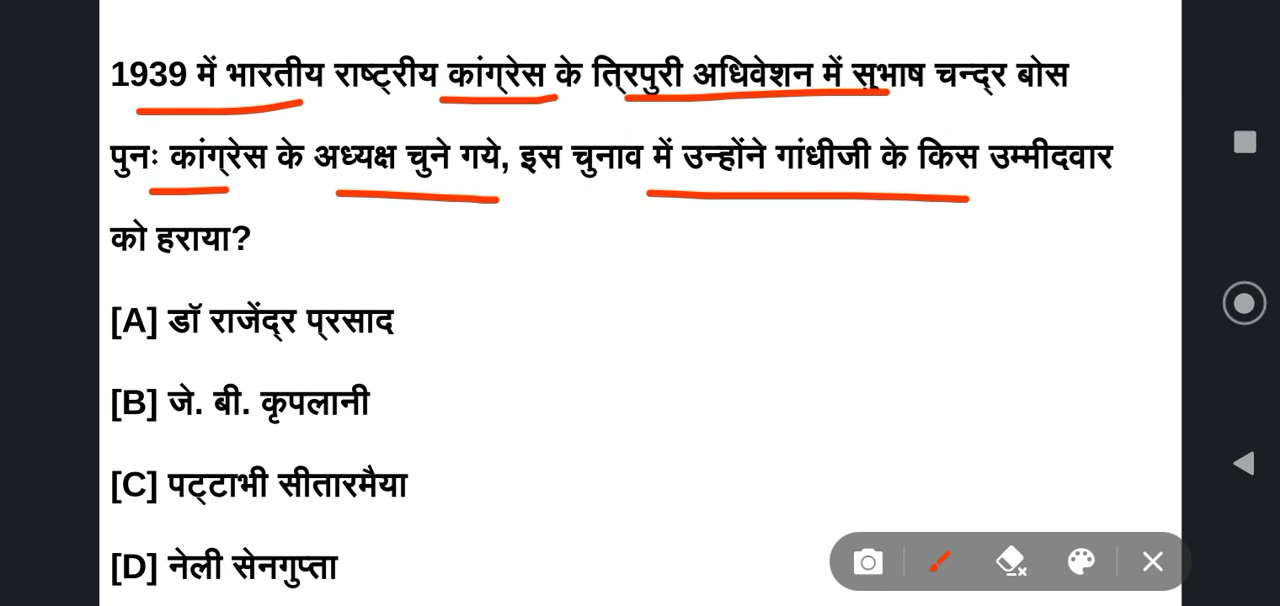 1939 में भारतीय राष्ट्रीय कांग्रेस के त्रिपुरी अधिवेशन में सुभाष चन्द्र बोस
पुनः कांग्रेस के अध्यक्ष चुने गये, इस चुनाव में उन्होंने गांधीजी के किस उम्मीदवार
को हराया?
[A] डॉ राजेंद्र प्रसाद
[B] जे. बी. कृपलानी
[C] पट्टाभी सीतारमैया
[D] नेली सेनगुप्ता